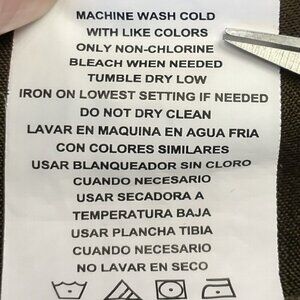 MACHINE WASH COLD
WITH LIKE COLORS
ONLY NON-CHLORINE
BLEACH WHEN NEEDED
TUMBLE DRY LOW
IRON ON LOWEST SETTING IF NEEDED
DO NOT DRY CLEAN
LAVAR EN MAQUINA EN AGUA FRIA
CON COLORES SIMILARES
USAR BLANQUEADOR SIN CLORO
CUANDO NECESARIO
USAR SECADORA A
TEMPERATURA BAJA
USAR PLANCHA TIBIA
CUANDO NECESARIO
NO LAVAR EN SECO